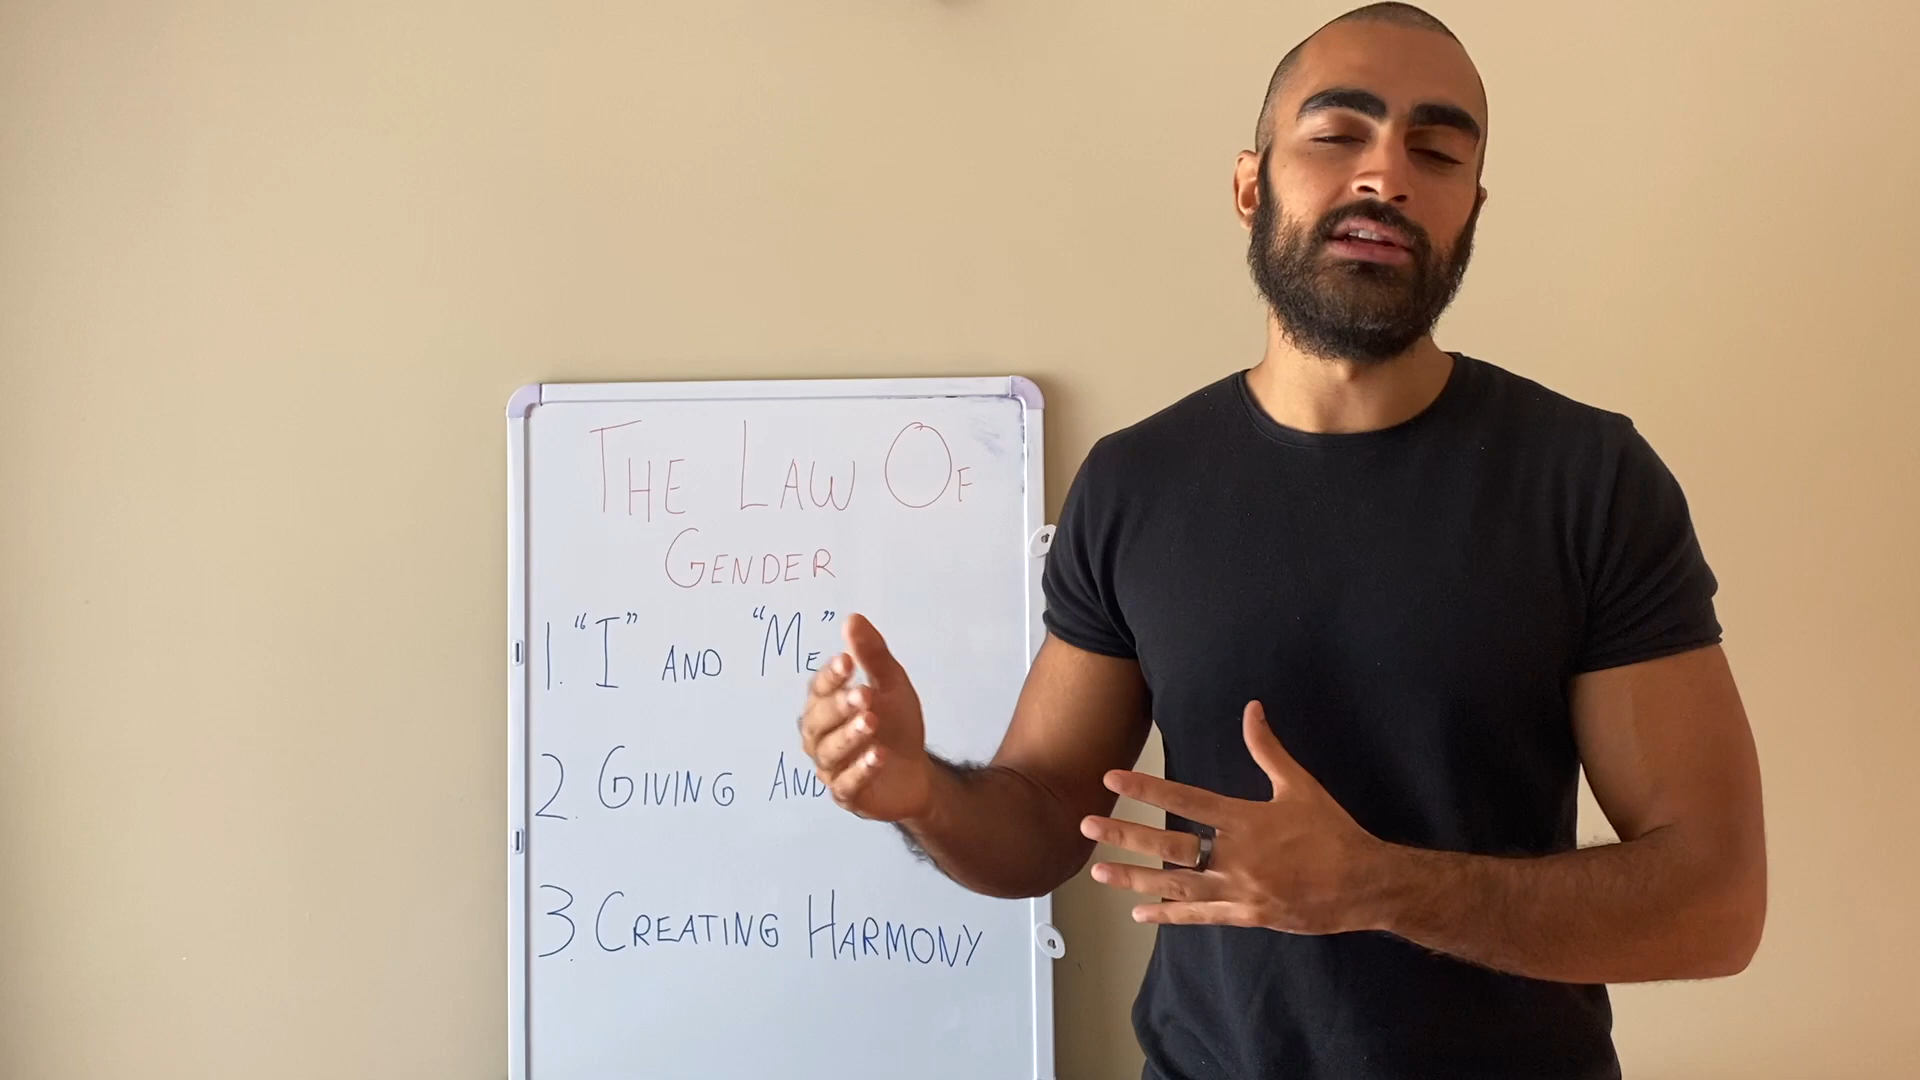 THE LAW OF
GENDER
1. “I” AND “ME”
2. GIVING AND
3. CREATING HARMONY